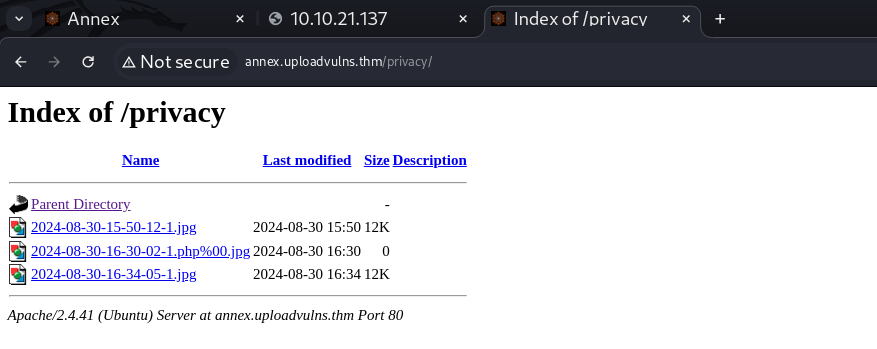 Annex
10.10.21.137
Index of /privacy
Not secure annex.uploadvulns.thm/privacy/
Index of /privacy
Name Last modified Size Description
Parent Directory -
2024-08-30-15-50-12-1.jpg 2024-08-30 15:50 12K
2024-08-30-16-30-02-1.php%00.jpg 2024-08-30 16:30 0
2024-08-30-16-34-05-1.jpg 2024-08-30 16:34 12K
Apache/2.4.41 (Ubuntu) Server at annex.uploadvulns.thm Port 80